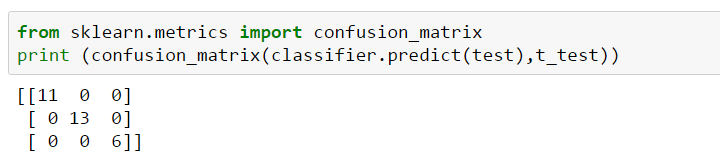 from sklearn.metrics import confusion_matrix
print (confusion_matrix(classifier.predict(test),t_test))
[[11  0  0]
 [ 0 13  0]
 [ 0  0  6]]